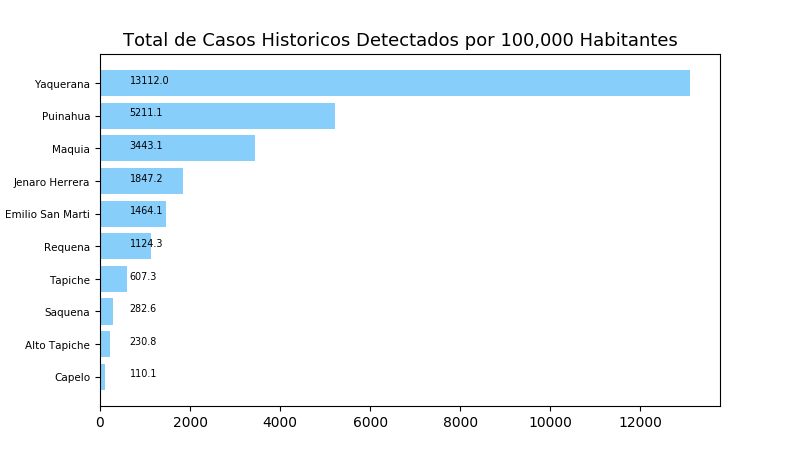 Total de Casos Historicos Detectados por 100,000 Habitantes
Yaquerana 13112.0
Puinahua 5211.1
Maquia 3443.1
Jenaro Herrera 1847.2
Emilio San Marti 1464.1
Requena 1124.3
Tapiche 607.3
Saquena 282.6
Alto Tapiche 230.8
Capelo 110.1
0 2000 4000 6000 8000 10000 12000